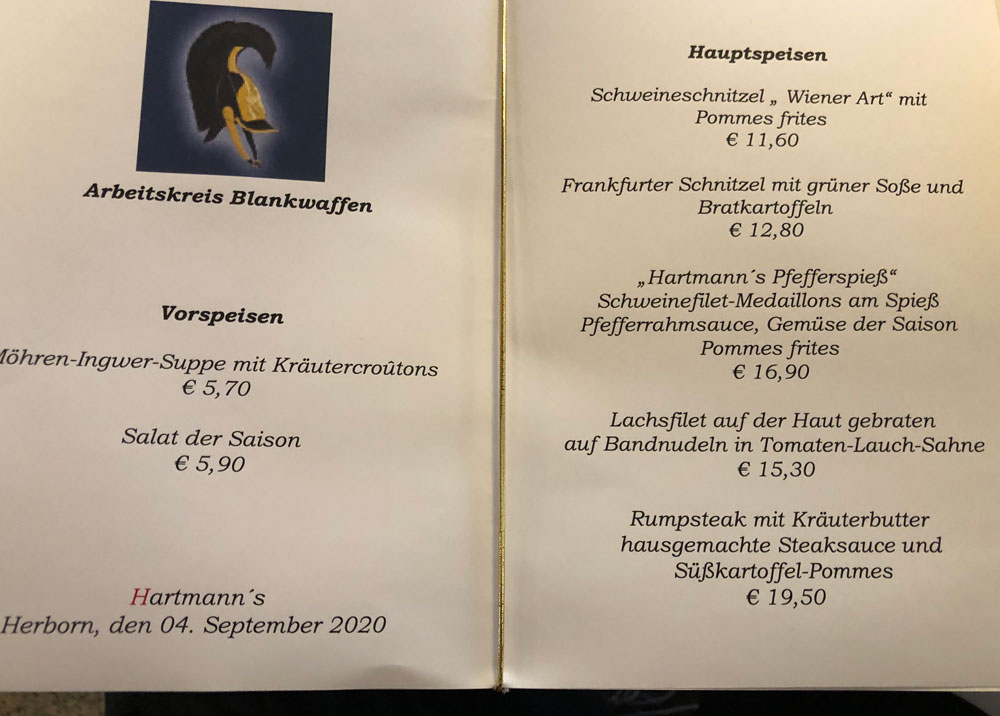 Arbeitskreis Blankwaffen
Vorspeisen
Möhren-Ingwer-Suppe mit Kräutercroûtons
€ 5,70
Salat der Saison
€ 5,90
Hartmann´s
Herborn, den 04. September 2020
Hauptspeisen
Schweineschnitzel „ Wiener Art“ mit
Pommes frites
€ 11,60
Frankfurter Schnitzel mit grüner Soße und
Bratkartoffeln
€ 12,80
„Hartmann´s Pfefferspieß“
Schweinefilet-Medaillons am Spieß
Pfefferrahmsauce, Gemüse der Saison
Pommes frites
€ 16,90
Lachsfilet auf der Haut gebraten
auf Bandnudeln in Tomaten-Lauch-Sahne
€ 15,30
Rumpsteak mit Kräuterbutter
hausgemachte Steaksauce und
Süßkartoffel-Pommes
€ 19,50